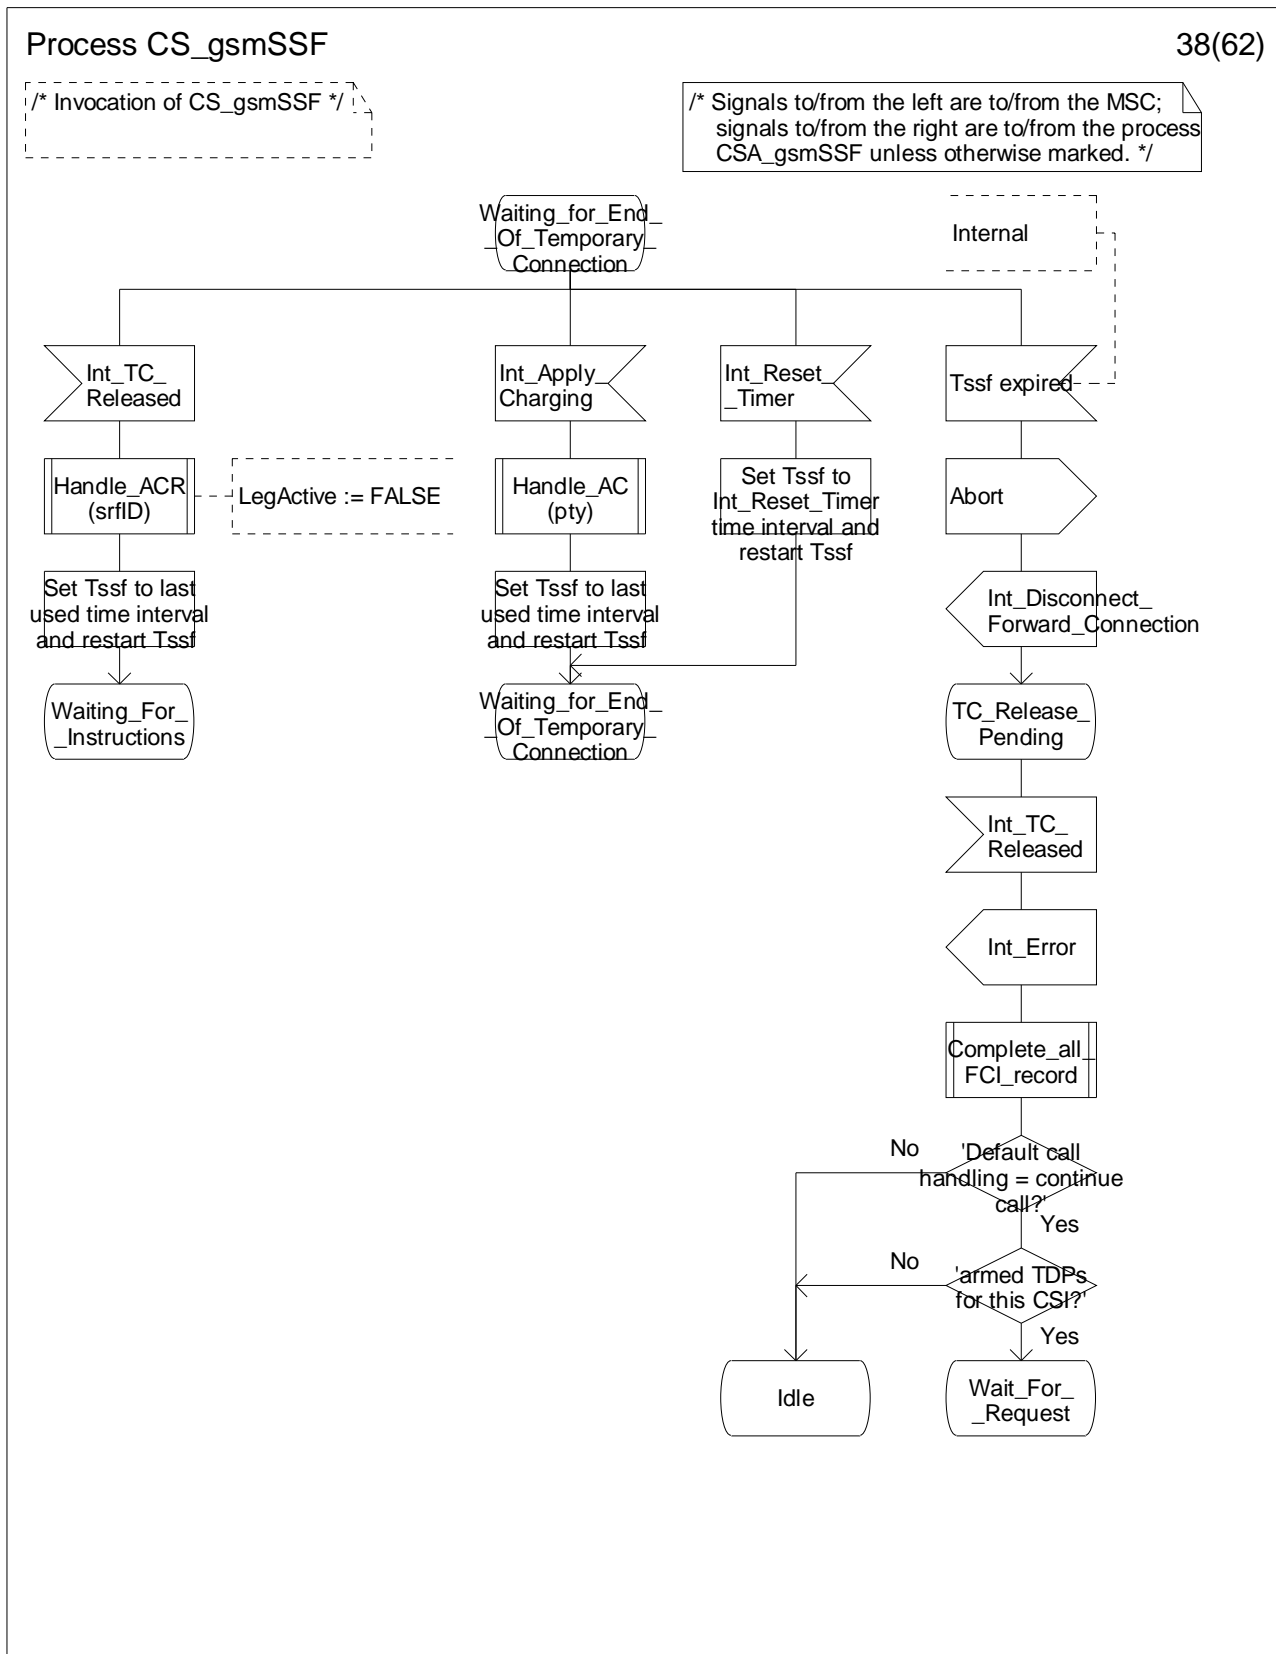 Process CS_gsmSSF
38(62)
/* Invocation of CS_gsmSSF */
/* Signals to/from the left are to/from the MSC;
signals to/from the right are to/from the process
CSA_gsmSSF unless otherwise marked. */
Waiting_for_End_
_Of_Temporary_
Connection
Internal
Int_TC_
Released
Int_Apply_
Charging
Int_Reset_
_Timer
Tssf expired
Handle_ACR
(srfID)
LegActive := FALSE
Handle_AC
(pty)
Set Tssf to
Int_Reset_Timer
time interval and
restart Tssf
Abort
Set Tssf to last
used time interval
and restart Tssf
Set Tssf to last
used time interval
and restart Tssf
Int_Disconnect_
Forward_Connection
Waiting_For_
_Instructions
Waiting_for_End_
_Of_Temporary_
Connection
TC_Release_
Pending
Int_TC_
Released
Int_Error
Complete_all_
FCI_record
No
'Default call
handling = continue
call?'
Yes
No
'armed TDPs
for this CSI?'
Yes
Idle
Wait_For_
_Request